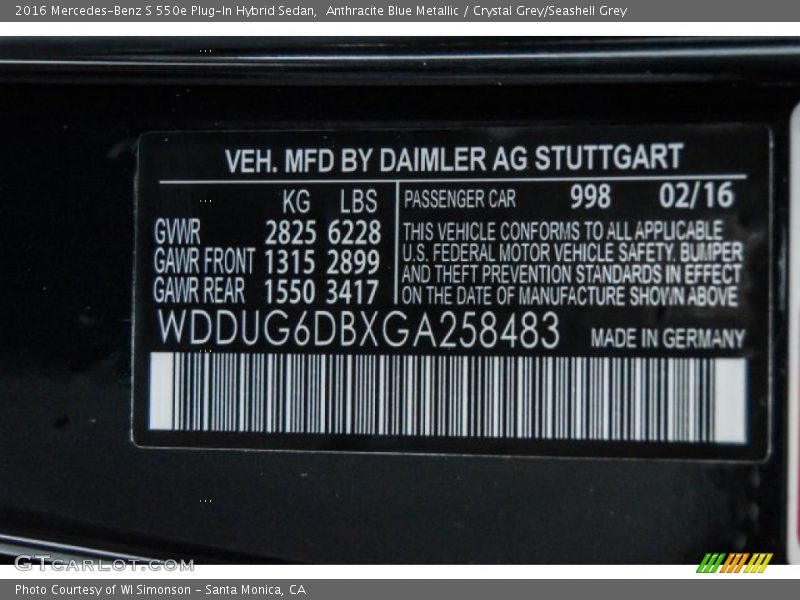 2016 Mercedes-Benz S 550e Plug-In Hybrid Sedan,  Anthracite Blue Metallic / Crystal Grey/Seashell Grey
VEH. MFD BY DAIMLER AG STUTTGART
KG LBS
GVWR 2825 6228
GAWR FRONT 1315 2899
GAWR REAR 1550 3417
PASSENGER CAR 998 02/16
THIS VEHICLE CONFORMS TO ALL APPLICABLE
U.S. FEDERAL MOTOR VEHICLE SAFETY, BUMPER
AND THEFT PREVENTION STANDARDS IN EFFECT
ON THE DATE OF MANUFACTURE SHOWN ABOVE
WDDUG6DBXGA258483 MADE IN GERMANY
GTCARLOT.COM
Photo Courtesy of WI Simonson - Santa Monica, CA